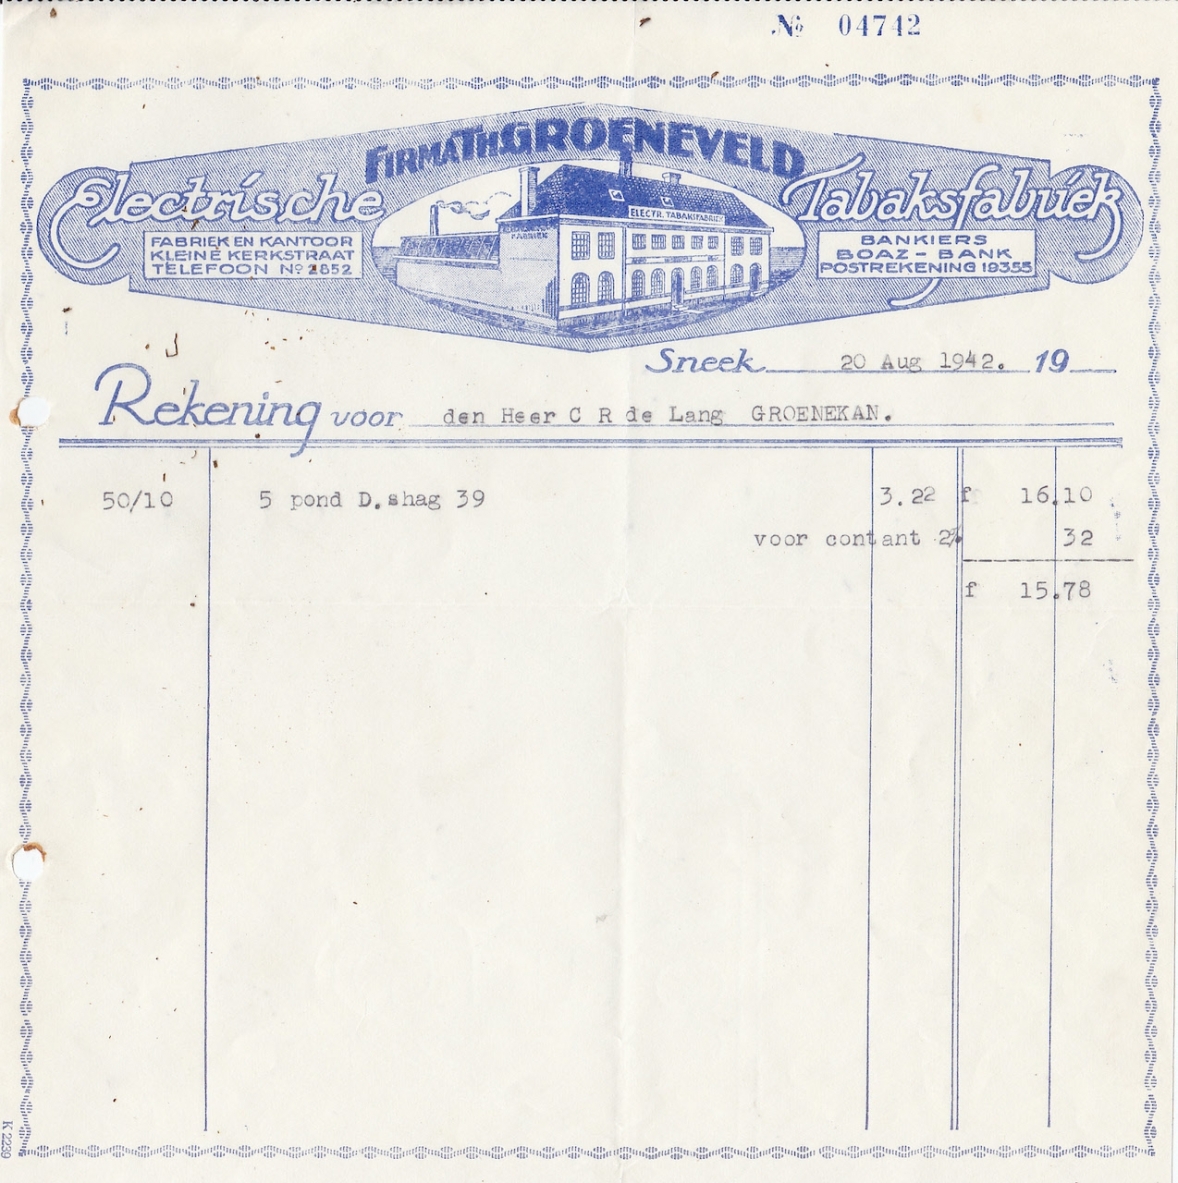 № 04742
FIRMA TH. GROENEVELD
Electrische Tabaksfabriek
ELECTR. TABAKSFABRIEK
FABRIEK EN KANTOOR
KLEINE KERKSTRAAT
TELEFOON No 2852
BANKIERS
BOAZ-BANK
POSTREKENING 19355
Sneek 20 Aug 1942. 19
Rekening voor den Heer C R de Lang GROENEKAN.
50/10 5 pond D.shag 39 3.22 f 16.10
voor contant 2% 32
f 15.78
K 2239